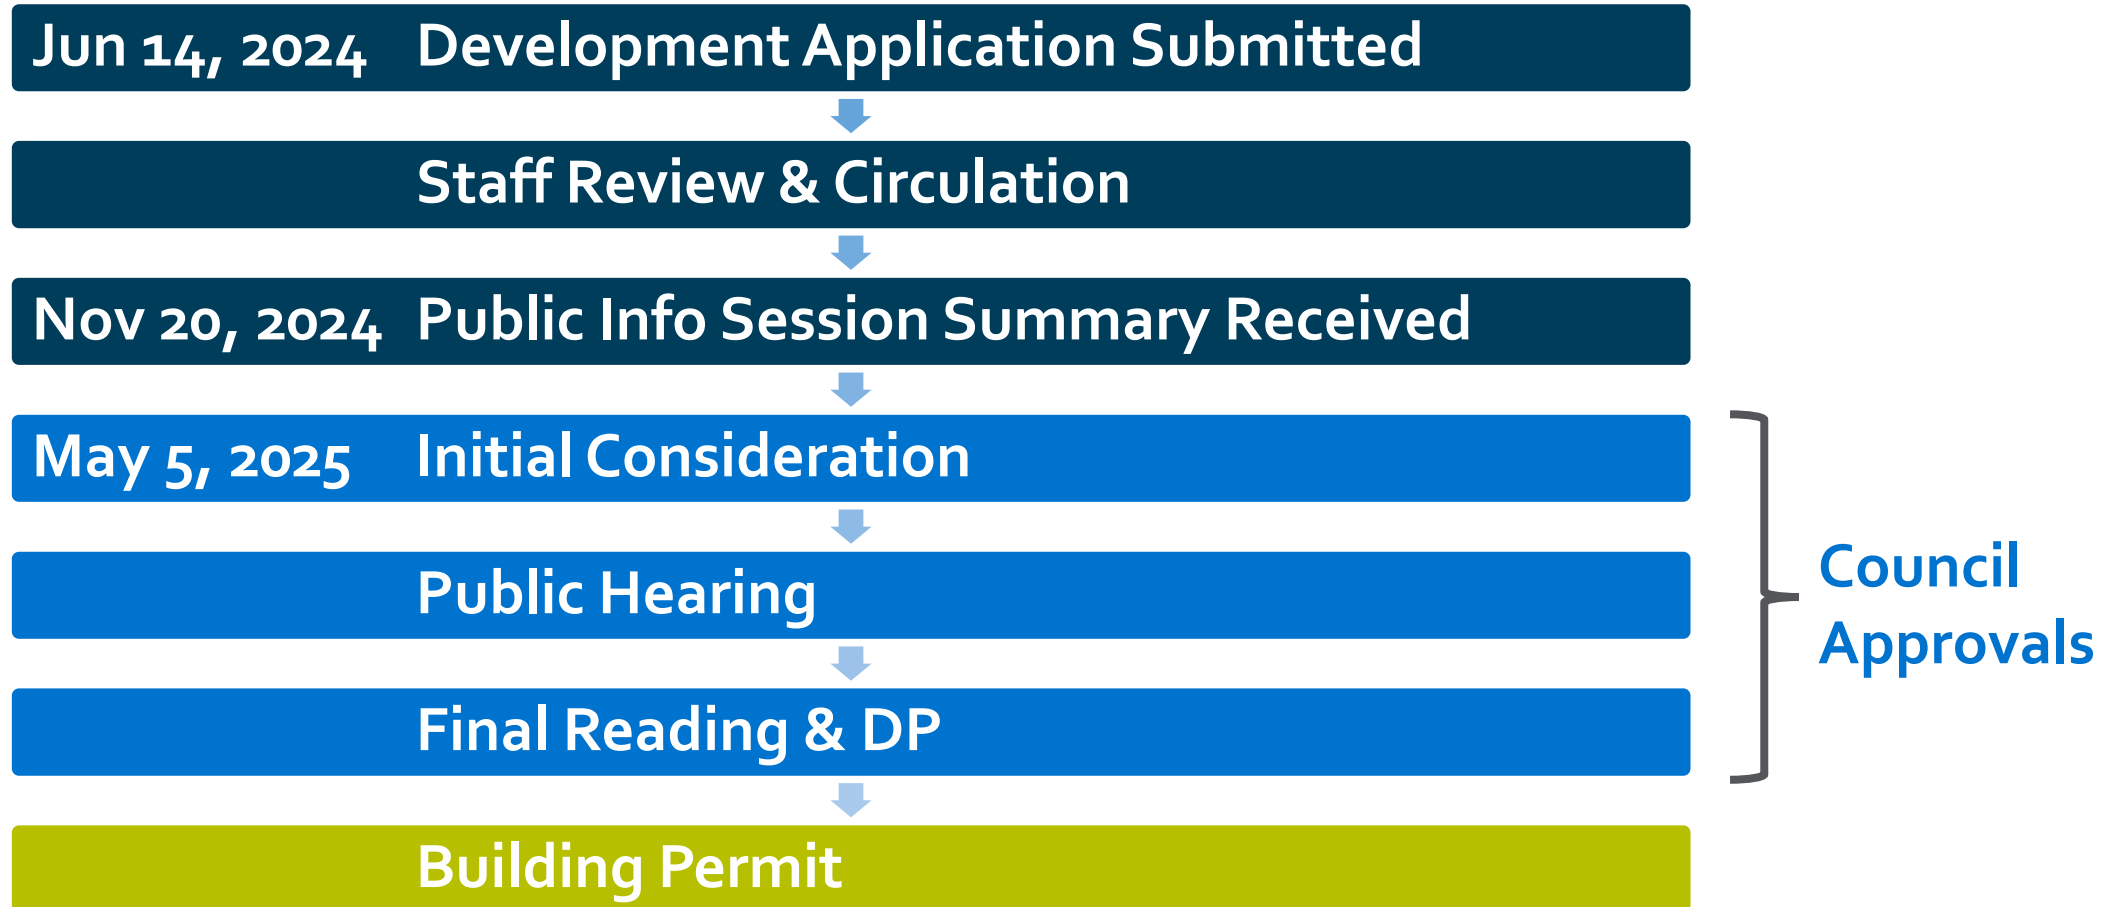 Jun 14, 2024 Development Application Submitted
Staff Review & Circulation
Nov 20, 2024 Public Info Session Summary Received
May 5, 2025 Initial Consideration
Public Hearing
Final Reading & DP
Building Permit
Council
Approvals